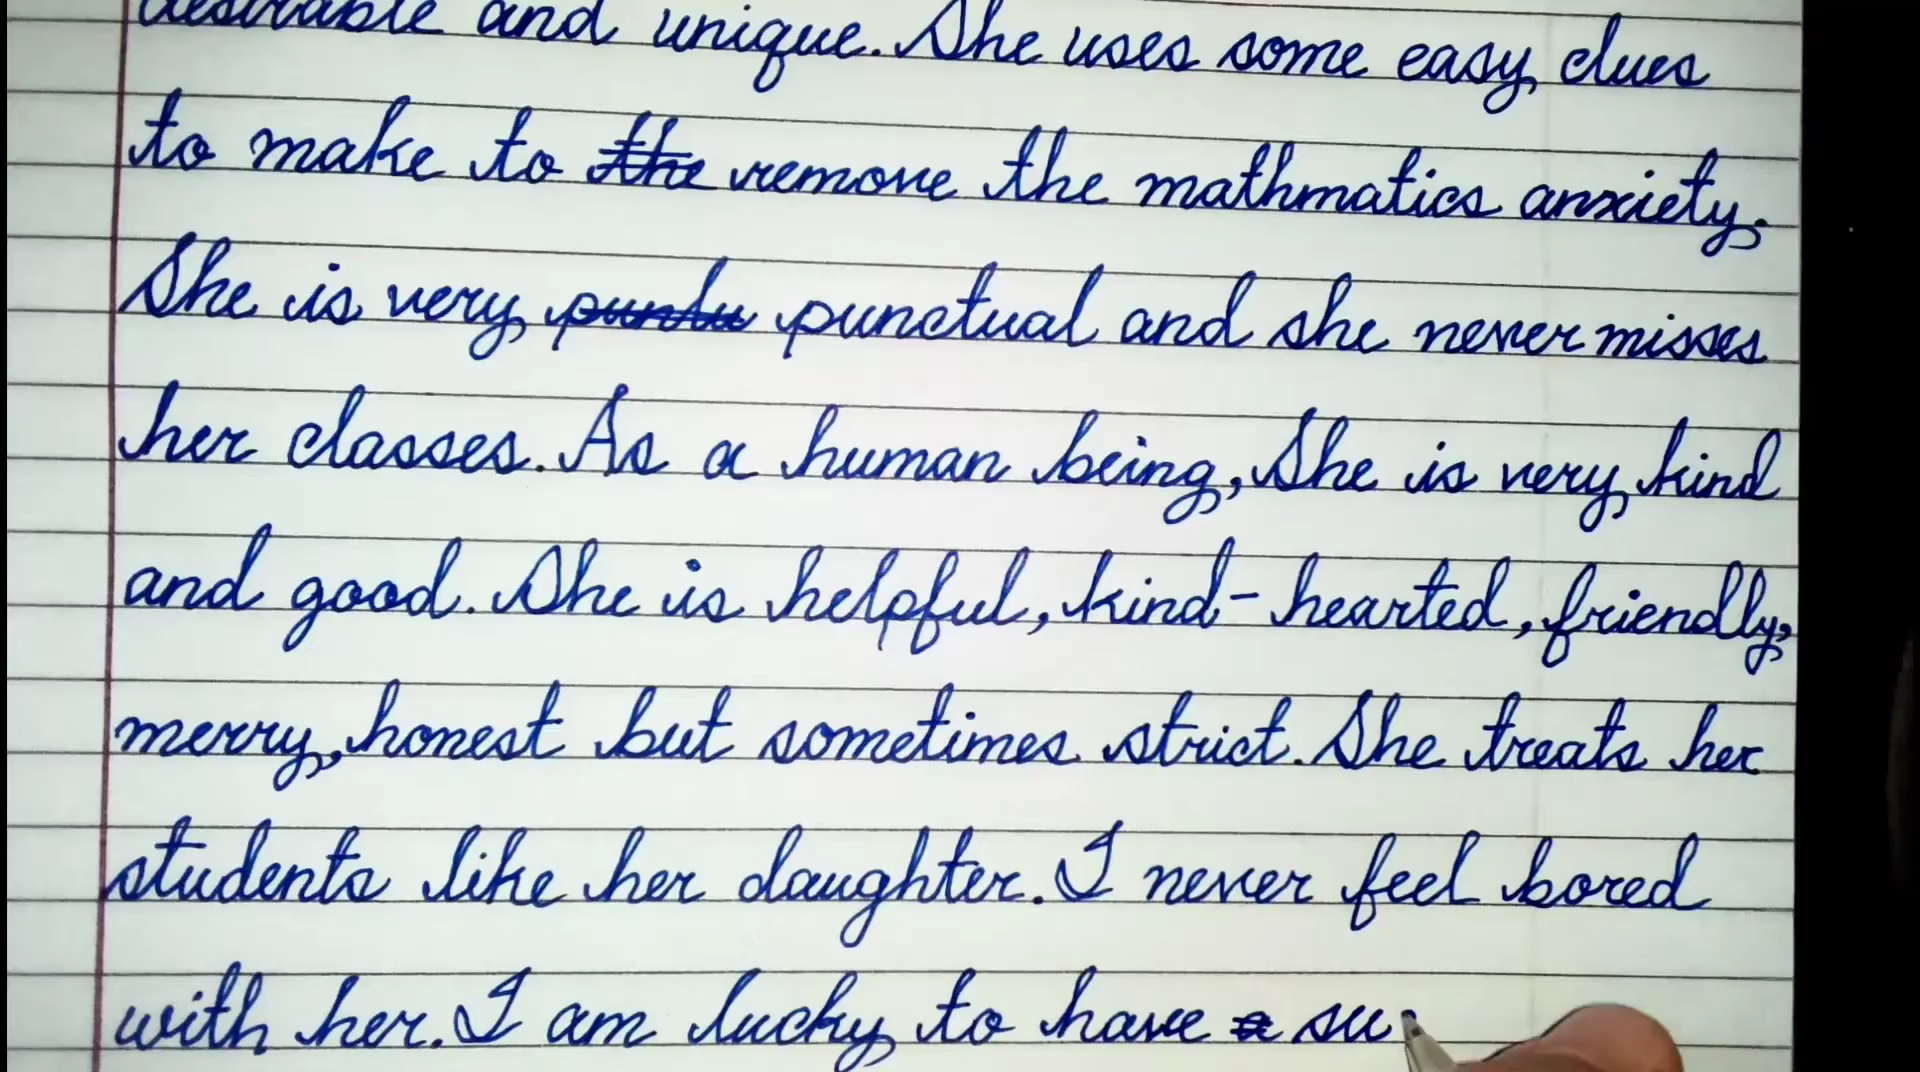 desirable and unique. She uses some easy clues
to make to the remove the mathmatics anxiety.
She is very puntu punctual and she never misses
her classes. As a human being, She is very kind
and good. She is helpful, kind-hearted, friendly,
merry, honest but sometimes strict. She treats her
students like her daughter. I never feel bored
with her. I am lucky to have a su